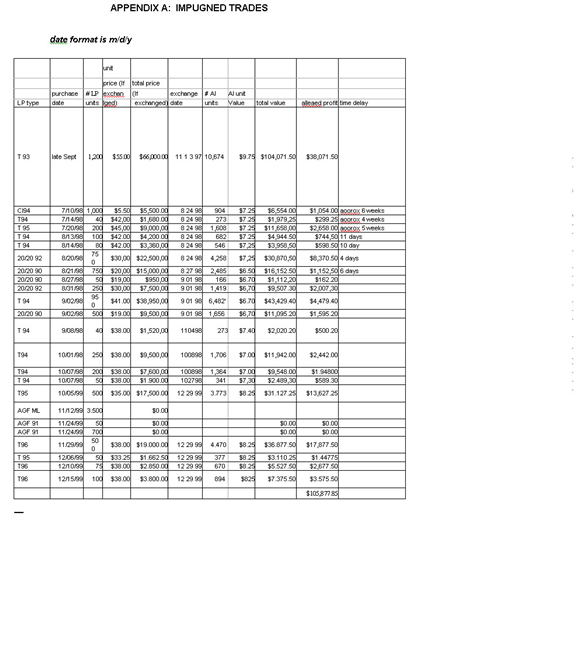 APPENDIX A: IMPUGNED TRADES
date format is m/d/y
unit
price (If total price
purchase # LP exchan (If exchange # AI AI unit
LP type date units ged) exchanged) date units Value total value alleaed profit time delay
T 93 late Sept 1,200 $55.00 $66,000.00 11 1 3 97 10,674 $9.75 $104,071.50 $38,071.50
CI94 7/10/98 1,000 $5.50 $5,500.00 8 24 98 904 $7.25 $6,554.00 $1,054.00 approx 6 weeks
T94 7/14/98 40 $42,00 $1,680.00 8 24 98 273 $7.25 $1,979,25 $299.25 approx 4 weeks
T 95 7/20/98 200 $45,00 $9,000.00 8 24 98 1,608 $7.25 $11,658,00 $2,658.00 approx 5 weeks
T 94 8/13/98 100 $42.00 $4,200.00 8 24 98 682 $7.25 $4,944.50 $744,50 11 days
T 94 8/14/98 80 $42.00 $3,360,00 8 24 98 546 $7.25 $3,958,50 $598.50 10 day
20/20 92 8/20/98 75 0 $30,00 $22,500,00 8 24 98 4,258 $7,25 $30,870,50 $8,370.50 4 days
20/20 90 8/21/98 750 $20,00 $15,000,00 8 27 98 2,485 $6.50 $16,152.50 $1,152,50 6 days
20/20 90 8/27/98 50 $19,00 $950,00 9 01 98 166 $6.70 $1,112,20 $162.20
20/20 92 8/31/98 250 $30,00 $7,500,00 9 01 98 1,419 $6,70 $9,507.30 $2,007,30
T 94 9/02/98 95 0 $41.00 $38,950,00 9 01 98 6,482' $6.70 $43,429.40 $4,479.40
20/20 90 9/02/98 500 $19.00 $9,500,00 9 01 98 1,656 $6,70 $11,095.20 $1,595.20
T 94 9/08/98 40 $38.00 $1,520,00 110498 273 $7.40 $2,020.20 $500.20
T94 10/01/98 250 $38.00 $9,500,00 100898 1,706 $7.00 $11,942.00 $2,442.00
T94 10/07/98 200 $38.00 $7,600,00 100898 1,364 $7.00 $9,548.00 $1.94800
T 94 10/07/98 50 $38.00 $1.900.00 102798 341 $7,30 $2.489,30 $589.30
T95 10/05/99 500 $35.00 $17,500.00 12 29 99 3.773 $8.25 $31.127.25 $13,627.25
AGF ML 11/12/99 3.500 $0.00
AGF 91 11/24/99 50 $0.00 $0.00 $0.00
AGF 91 11/24/99 700 $0.00 $0.00 $0.00
T96 11/29/99 50 0 $38.00 $19.000.00 12 29 99 4.470 $8.25 $36.877.50 $17,877.50
T 95 12/06/99 50 $33.25 $1.662.50 12 29 99 377 $8.25 $3.110.25 $1.44775
T96 12/10/99 75 $38.00 $2.850.00 12 29 99 670 $8.25 $5.527.50 $2,677.50
T96 12/15/99 100 $38.00 $3.800.00 12 29 99 894 $825 $7.375.50 $3.575.50
$105,877.85